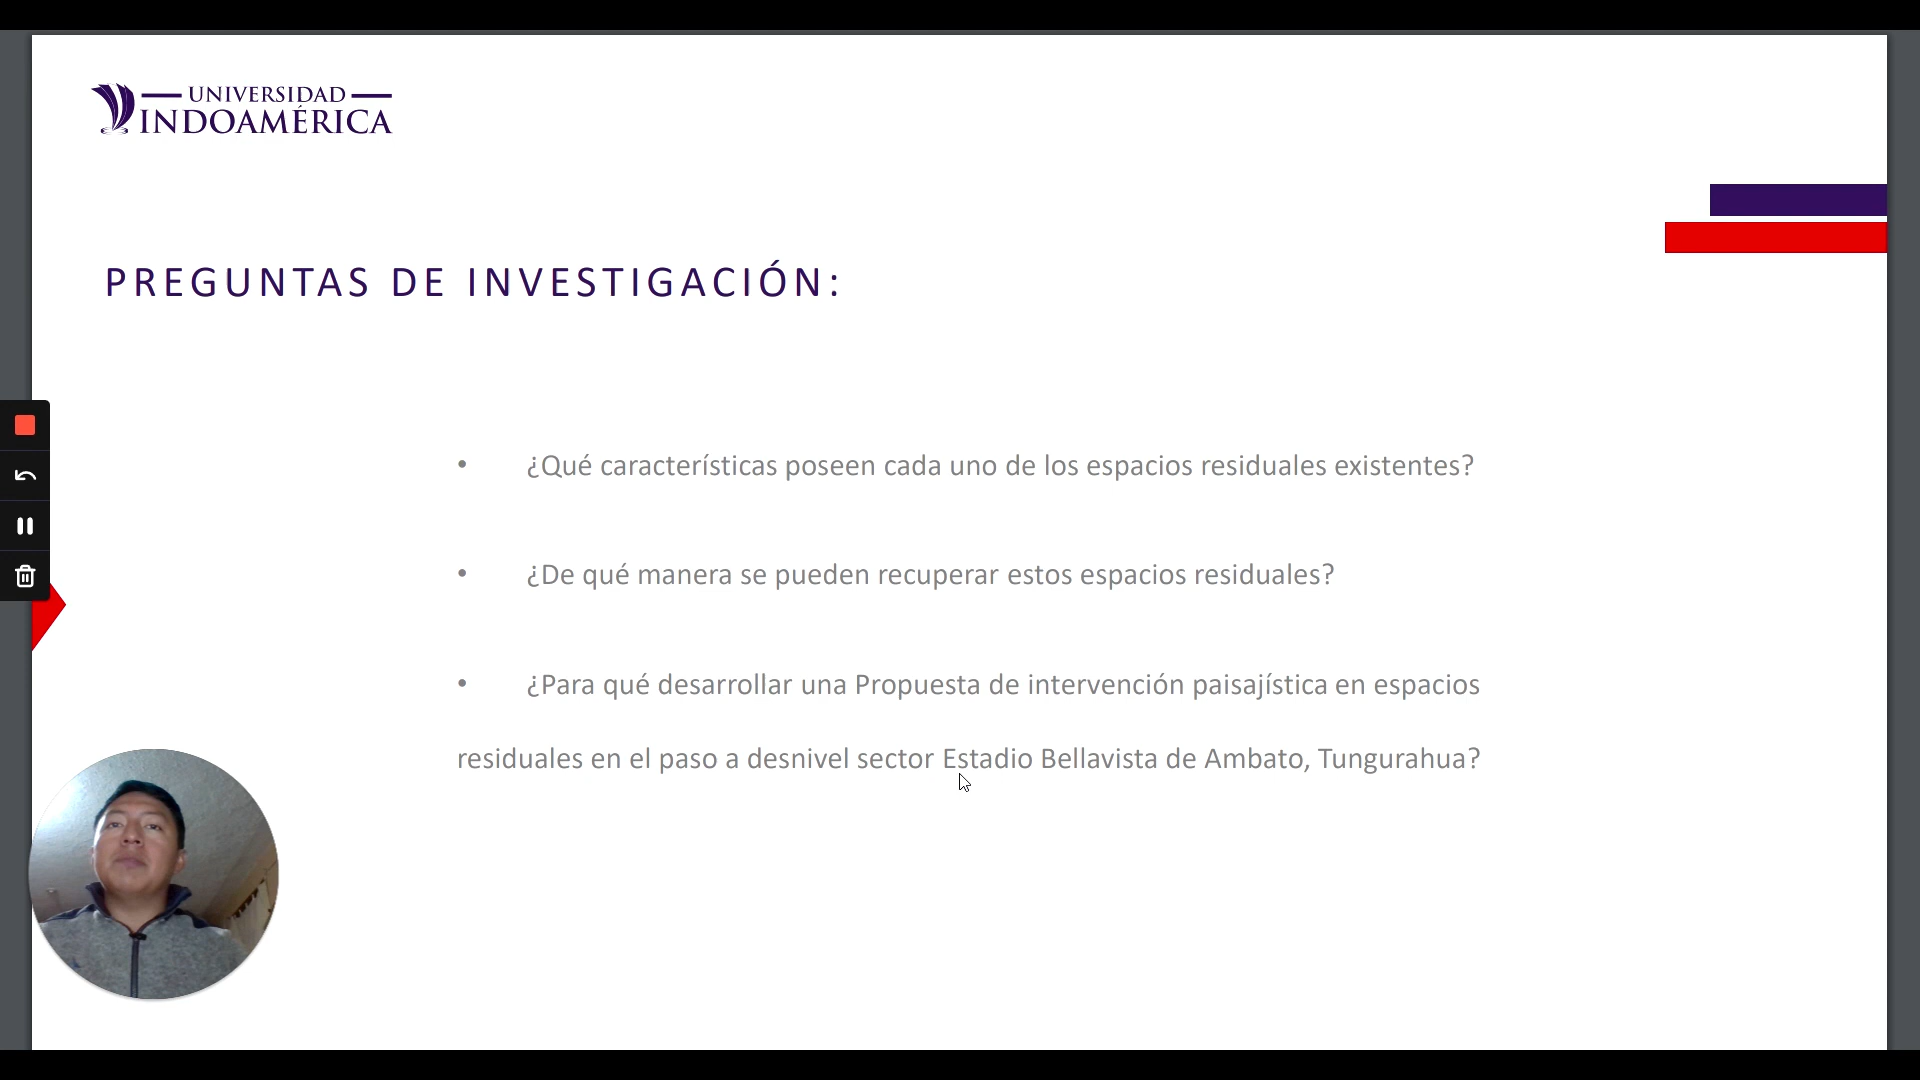 UNIVERSIDAD
INDOAMÉRICA
PREGUNTAS DE INVESTIGACIÓN:
• ¿Qué características poseen cada uno de los espacios residuales existentes?
• ¿De qué manera se pueden recuperar estos espacios residuales?
• ¿Para qué desarrollar una Propuesta de intervención paisajística en espacios
residuales en el paso a desnivel sector Estadio Bellavista de Ambato, Tungurahua?